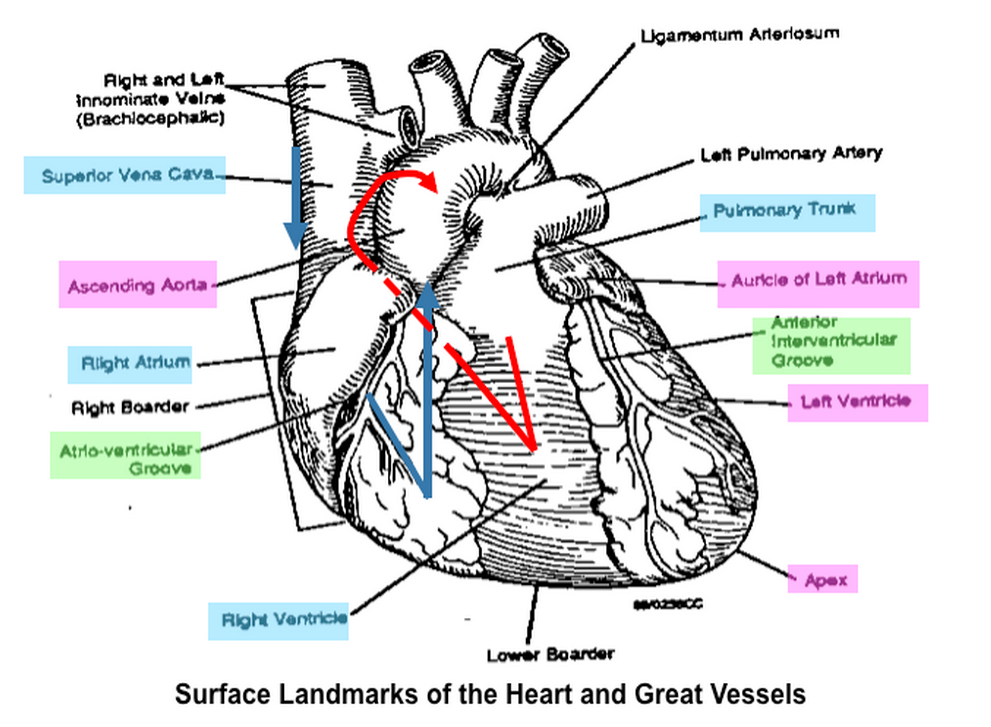 Ligamentum Arteriosum
Right and Left
Innominate Veins
(Brachiocephalic)
Left Pulmonary Artery
Superior Vena Cava
Pulmonary Trunk
Ascending Aorta
Auricle of Left Atrium
Anterior
Interventricular
Groove
Right Atrium
Left Ventricle
Right Boarder
Atrio-ventricular
Groove
Apex
Right Ventricle
Lower Boarder
Surface Landmarks of the Heart and Great Vessels